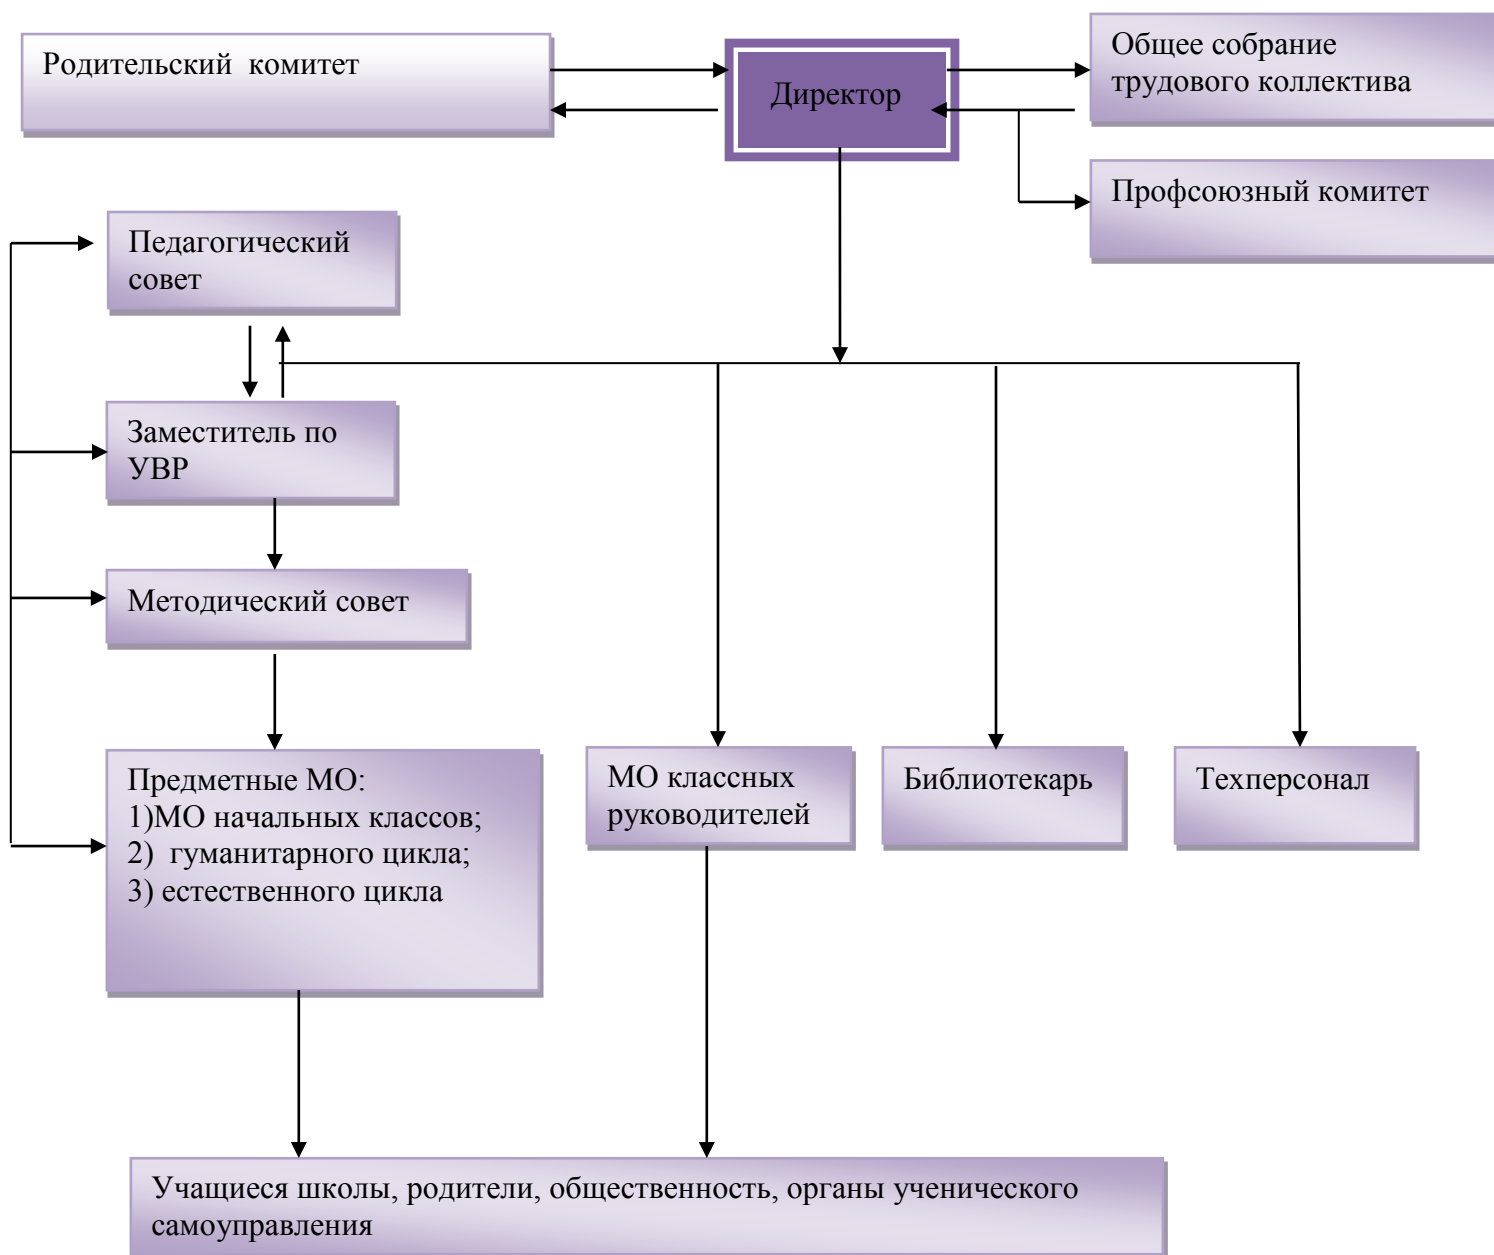 Родительский комитет
Директор
Общее собрание
трудового коллектива
Профсоюзный комитет
Педагогический
совет
Заместитель по
УВР
Методический совет
Предметные МО:
1)МО начальных классов;
2) гуманитарного цикла;
3) естественного цикла
МО классных
руководителей
Библиотекарь
Техперсонал
Учащиеся школы, родители, общественность, органы ученического
самоуправления